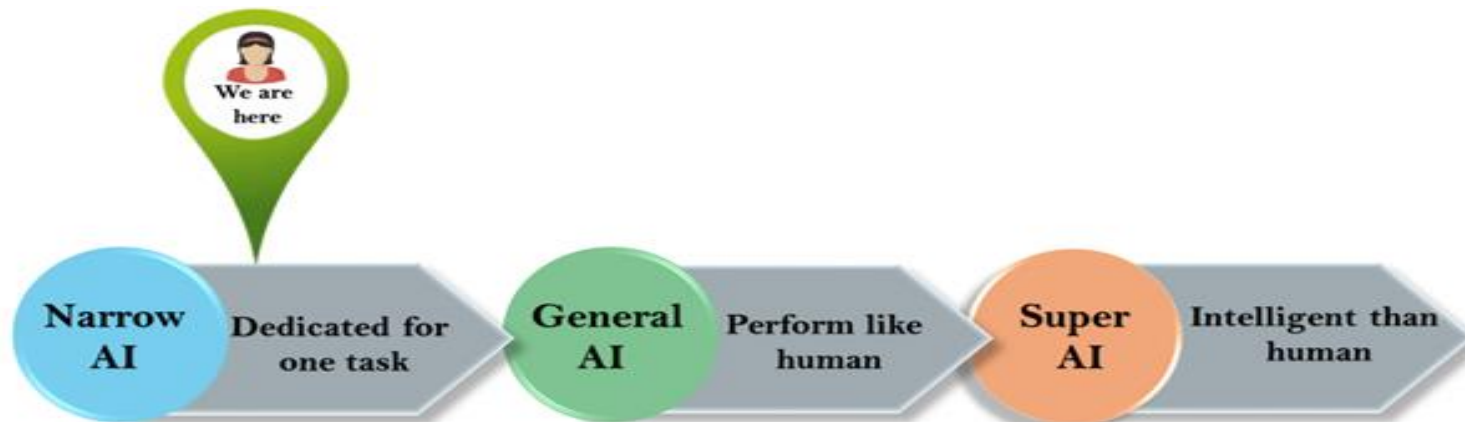 We are
here
Narrow
AI
Dedicated for
one task
General
AI
Perform like
human
Super
AI
Intelligent than
human